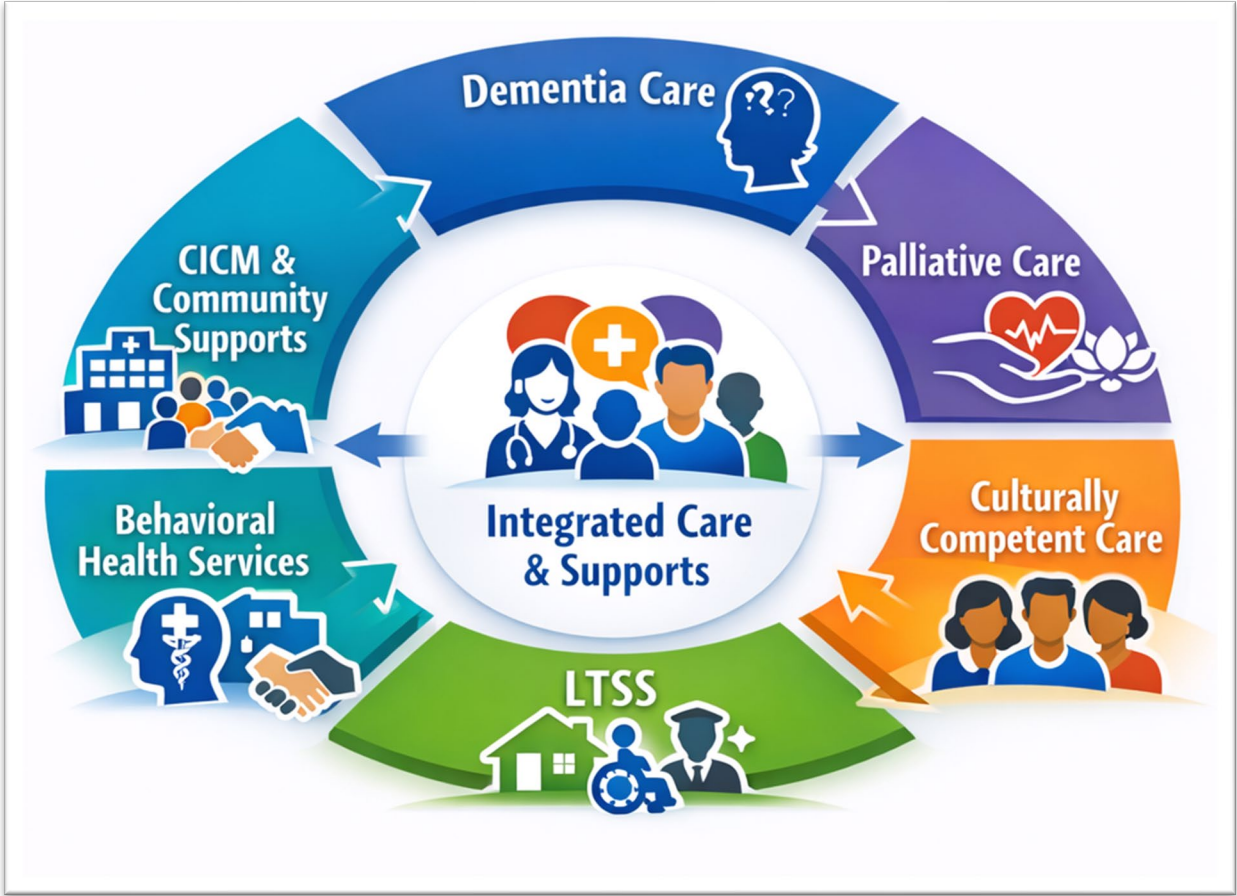 Dementia Care
??
Palliative Care
Culturally
Competent Care
LTSS
Behavioral
Health Services
CICM &
Community
Supports
Integrated Care
& Supports